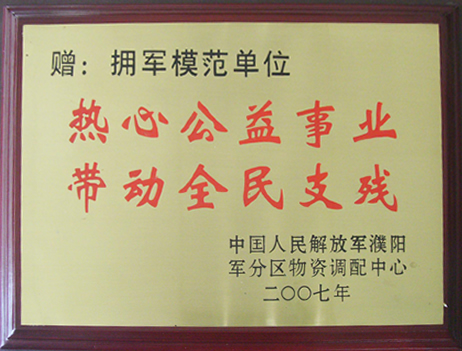 赠：拥军模范单位
热心公益事业
带动全民支残
中国人民解放军濮阳
军分区物资调配中心
二〇〇七年